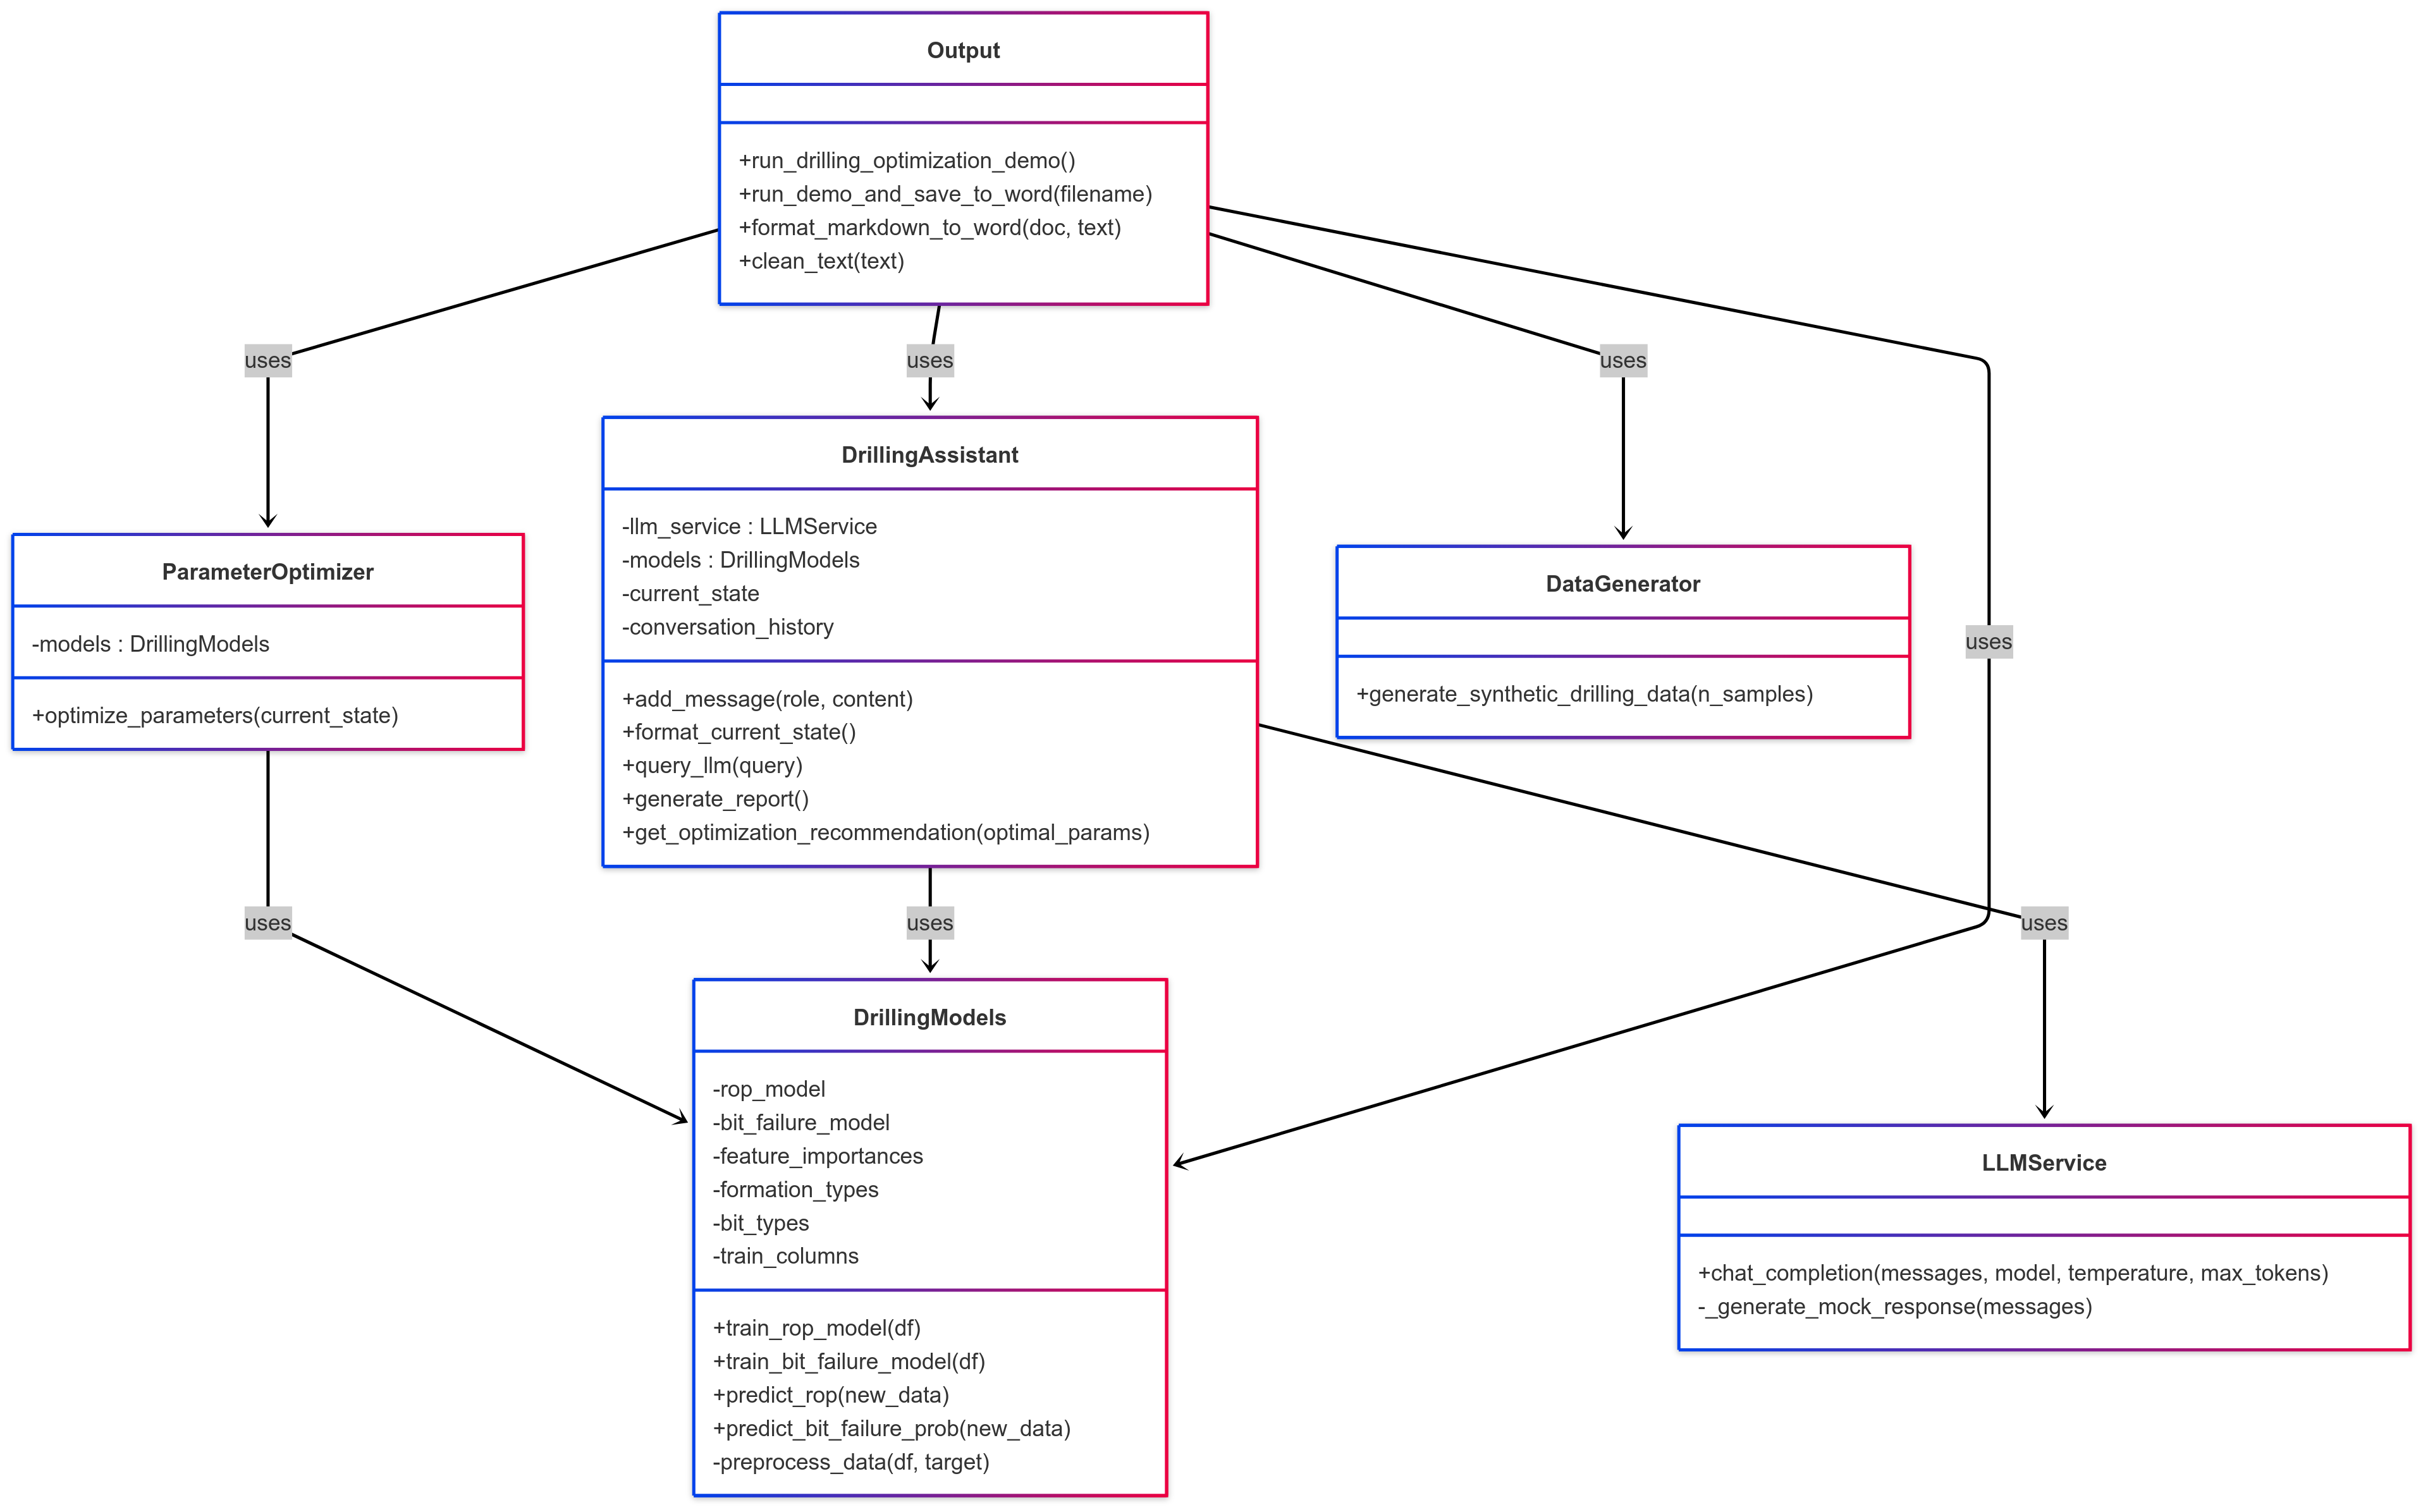 Output
+run_drilling_optimization_demo()
+run_demo_and_save_to_word(filename)
+format_markdown_to_word(doc, text)
+clean_text(text)
uses
uses
uses
DrillingAssistant
-llm_service : LLMService
-models : DrillingModels
-current_state
-conversation_history
+add_message(role, content)
+format_current_state()
+query_llm(query)
+generate_report()
+get_optimization_recommendation(optimal_params)
ParameterOptimizer
-models : DrillingModels
+optimize_parameters(current_state)
DataGenerator
+generate_synthetic_drilling_data(n_samples)
uses
uses
uses
uses
DrillingModels
-rop_model
-bit_failure_model
-feature_importances
-formation_types
-bit_types
-train_columns
+train_rop_model(df)
+train_bit_failure_model(df)
+predict_rop(new_data)
+predict_bit_failure_prob(new_data)
-preprocess_data(df, target)
LLMService
+chat_completion(messages, model, temperature, max_tokens)
-_generate_mock_response(messages)